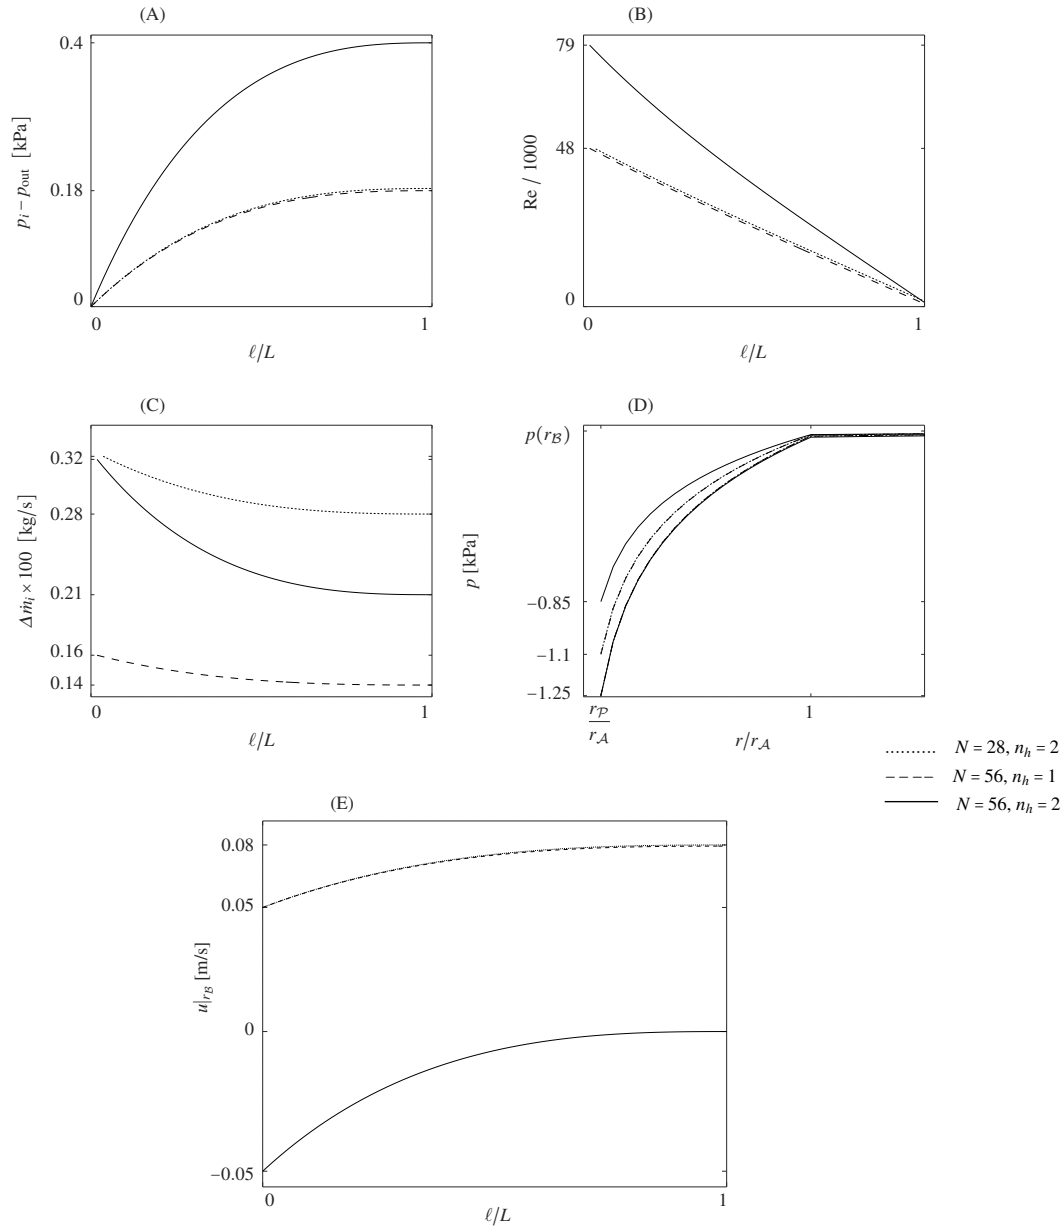 (A)
0.4
0.18
0
p_i − p_out [kPa]
0
1
ℓ/L
(B)
79
48
0
Re / 1000
0
1
ℓ/L
(C)
0.32
0.28
0.21
0.16
0.14
Δṁ_i × 100 [kg/s]
0
1
ℓ/L
(D)
p(r_ℬ)
−0.85
−1.1
−1.25
p [kPa]
r_𝒫
r_𝒜
1
r/r_𝒜
N = 28, n_h = 2
N = 56, n_h = 1
N = 56, n_h = 2
(E)
0.08
0.05
0
−0.05
u|r_ℬ [m/s]
0
1
ℓ/L